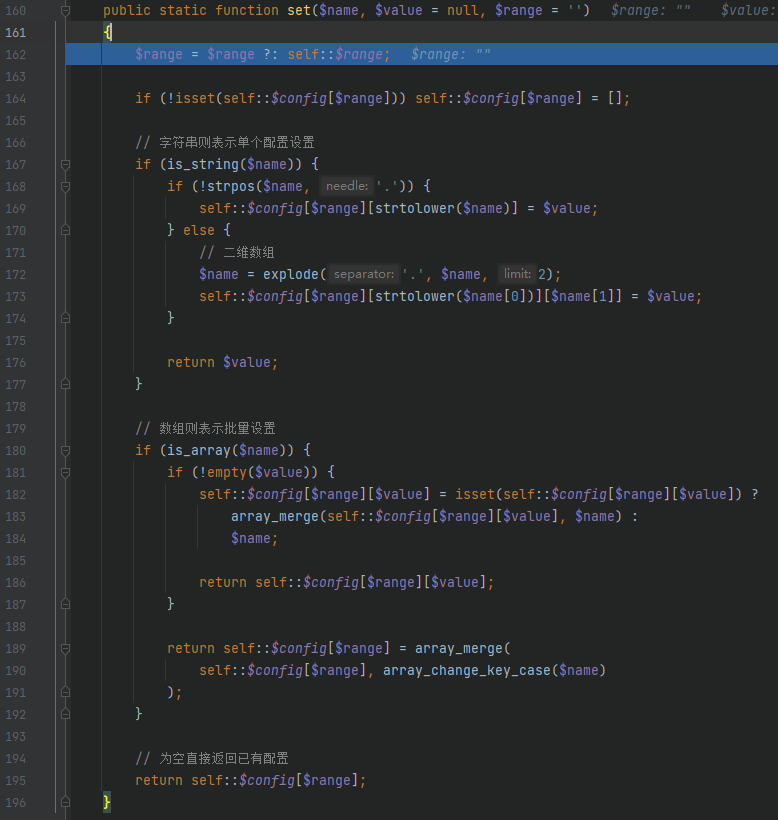 160 public static function set($name, $value = null, $range = '') $range: "" $value:
161 {
162 $range = $range ?: self::$range; $range: ""
163
164 if (!isset(self::$config[$range])) self::$config[$range] = [];
165
166 // 字符串则表示单个配置设置
167 if (is_string($name)) {
168 if (!strpos($name, needle: '.')) {
169 self::$config[$range][strtolower($name)] = $value;
170 } else {
171 // 二维数组
172 $name = explode( separator: '.', $name, limit: 2);
173 self::$config[$range][strtolower($name[0])][$name[1]] = $value;
174 }
175
176 return $value;
177 }
178
179 // 数组则表示批量设置
180 if (is_array($name)) {
181 if (!empty($value)) {
182 self::$config[$range][$value] = isset(self::$config[$range][$value]) ?
183 array_merge(self::$config[$range][$value], $name) :
184 $name;
185
186 return self::$config[$range][$value];
187 }
188
189 return self::$config[$range] = array_merge(
190 self::$config[$range], array_change_key_case($name)
191 );
192 }
193
194 // 为空直接返回已有配置
195 return self::$config[$range];
196 }